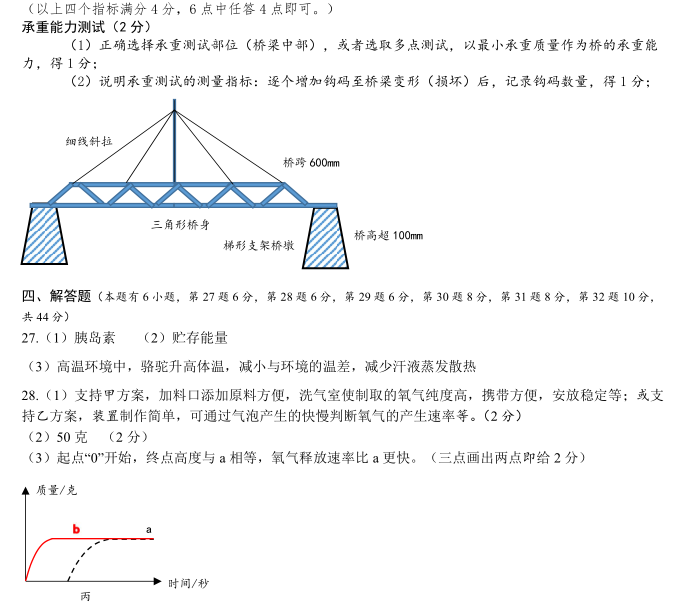 （以上四个指标满分 4 分，6 点中任答 4 点即可。）
承重能力测试（2 分）
（1）正确选择承重测试部位（桥梁中部），或者选取多点测试，以最小承重质量作为桥的承重能
力，得 1 分；
（2）说明承重测试的测量指标：逐个增加钩码至桥梁变形（损坏）后，记录钩码数量，得 1 分；
细线斜拉
桥跨 600mm
三角形桥身
梯形支架桥墩
桥高超 100mm
四、解答题（本题有 6 小题，第 27 题 6 分，第 28 题 6 分，第 29 题 6 分，第 30 题 8 分，第 31 题 8 分，第 32 题 10 分，
共 44 分）
27.（1）胰岛素 （2）贮存能量
（3）高温环境中，骆驼升高体温，减小与环境的温差，减少汗液蒸发散热
28.（1）支持甲方案，加料口添加原料方便，洗气室使制取的氧气纯度高，携带方便，安放稳定等；或支
持乙方案，装置制作简单，可通过气泡产生的快慢判断氧气的产生速率等。（2 分）
（2）50 克 （2 分）
（3）起点“0”开始，终点高度与 a 相等，氧气释放速率比 a 更快。（三点画出两点即给 2 分）
质量/克
b
a
时间/秒
丙